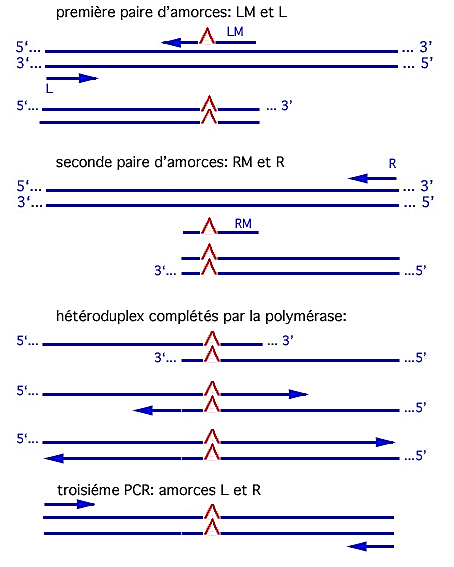 première paire d'amorces: LM et L
LM
5'... ... 3'
3'... ... 5'
L
5'... ... 3'
seconde paire d'amorces: RM et R
R
5'... ... 3'
3'... ... 5'
RM
3'... ...5'
hétéroduplex complétés par la polymérase:
5'... ... 3'
3'... ...5'
5'...
...5'
5'...
...5'
troisiéme PCR: amorces L et R